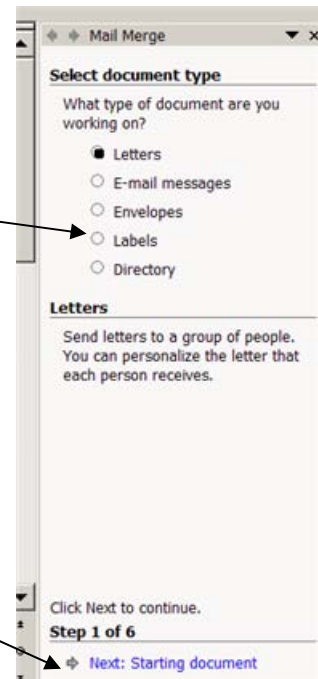 Mail Merge
Select document type
What type of document are you
working on?
Letters
E-mail messages
Envelopes
Labels
Directory
Letters
Send letters to a group of people.
You can personalize the letter that
each person receives.
Click Next to continue.
Step 1 of 6
Next: Starting document